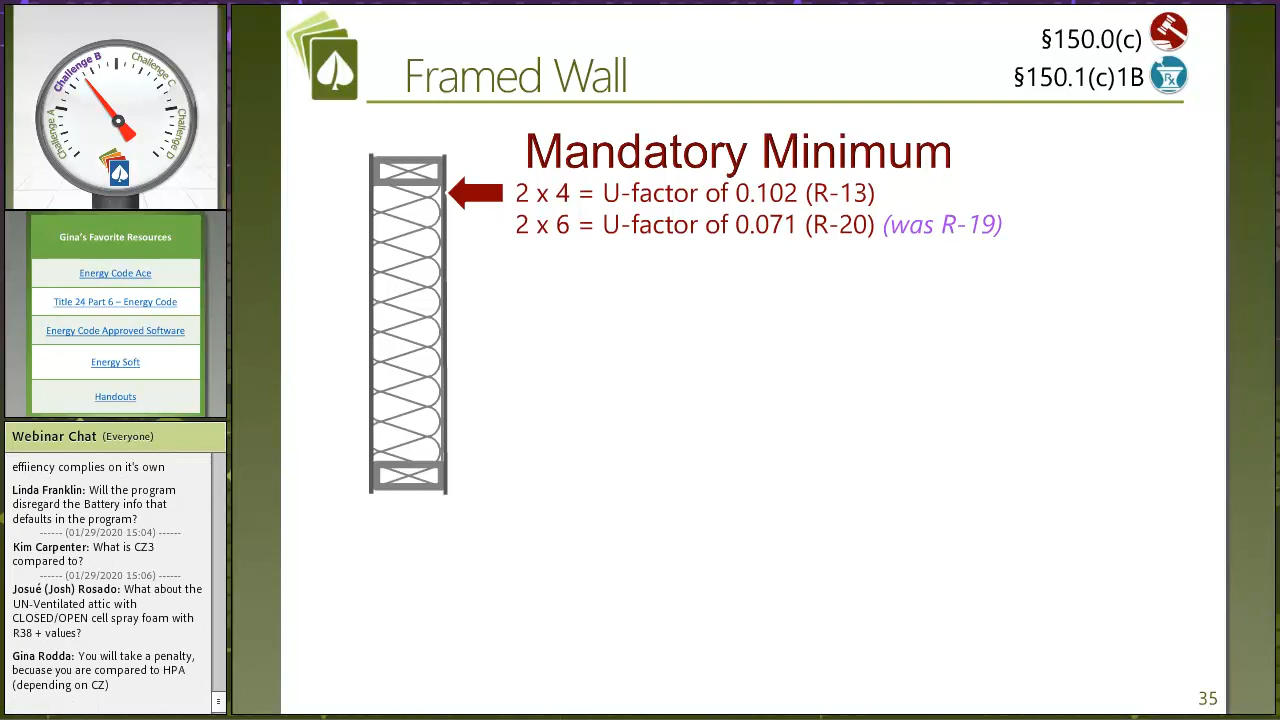 Challenge A
Challenge B
Challenge C
Challenge D
Gina's Favorite Resources
Energy Code Ace
Title 24 Part 6 – Energy Code
Energy Code Approved Software
Energy Soft
Handouts
Webinar Chat (Everyone)
effiiency complies on it's own
Linda Franklin: Will the program
disregard the Battery info that
defaults in the program?
------ (01/29/2020 15:04) ------
Kim Carpenter: What is CZ3
compared to?
------ (01/29/2020 15:06) ------
Josué (Josh) Rosado: What about the
UN-Ventilated attic with
CLOSED/OPEN cell spray foam with
R38 + values?
Gina Rodda: You will take a penalty,
becuase you are compared to HPA
(depending on CZ)
Framed Wall
§150.0(c)
§150.1(c)1B
Rx
Mandatory Minimum
2 x 4 = U-factor of 0.102 (R-13)
2 x 6 = U-factor of 0.071 (R-20) (was R-19)
35